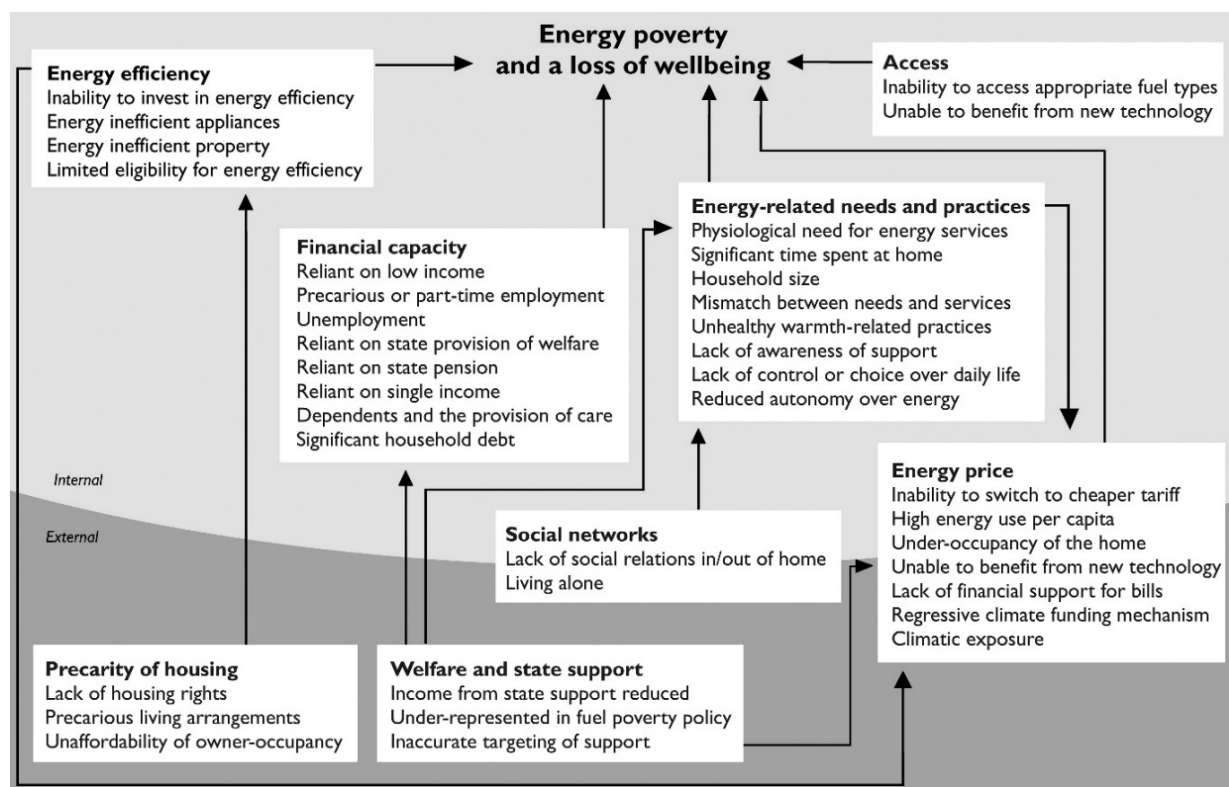 Energy poverty
and a loss of wellbeing
Energy efficiency
Inability to invest in energy efficiency
Energy inefficient appliances
Energy inefficient property
Limited eligibility for energy efficiency
Access
Inability to access appropriate fuel types
Unable to benefit from new technology
Financial capacity
Reliant on low income
Precarious or part-time employment
Unemployment
Reliant on state provision of welfare
Reliant on state pension
Reliant on single income
Dependents and the provision of care
Significant household debt
Energy-related needs and practices
Physiological need for energy services
Significant time spent at home
Household size
Mismatch between needs and services
Unhealthy warmth-related practices
Lack of awareness of support
Lack of control or choice over daily life
Reduced autonomy over energy
Internal
External
Social networks
Lack of social relations in/out of home
Living alone
Energy price
Inability to switch to cheaper tariff
High energy use per capita
Under-occupancy of the home
Unable to benefit from new technology
Lack of financial support for bills
Regressive climate funding mechanism
Climatic exposure
Precarity of housing
Lack of housing rights
Precarious living arrangements
Unaffordability of owner-occupancy
Welfare and state support
Income from state support reduced
Under-represented in fuel poverty policy
Inaccurate targeting of support